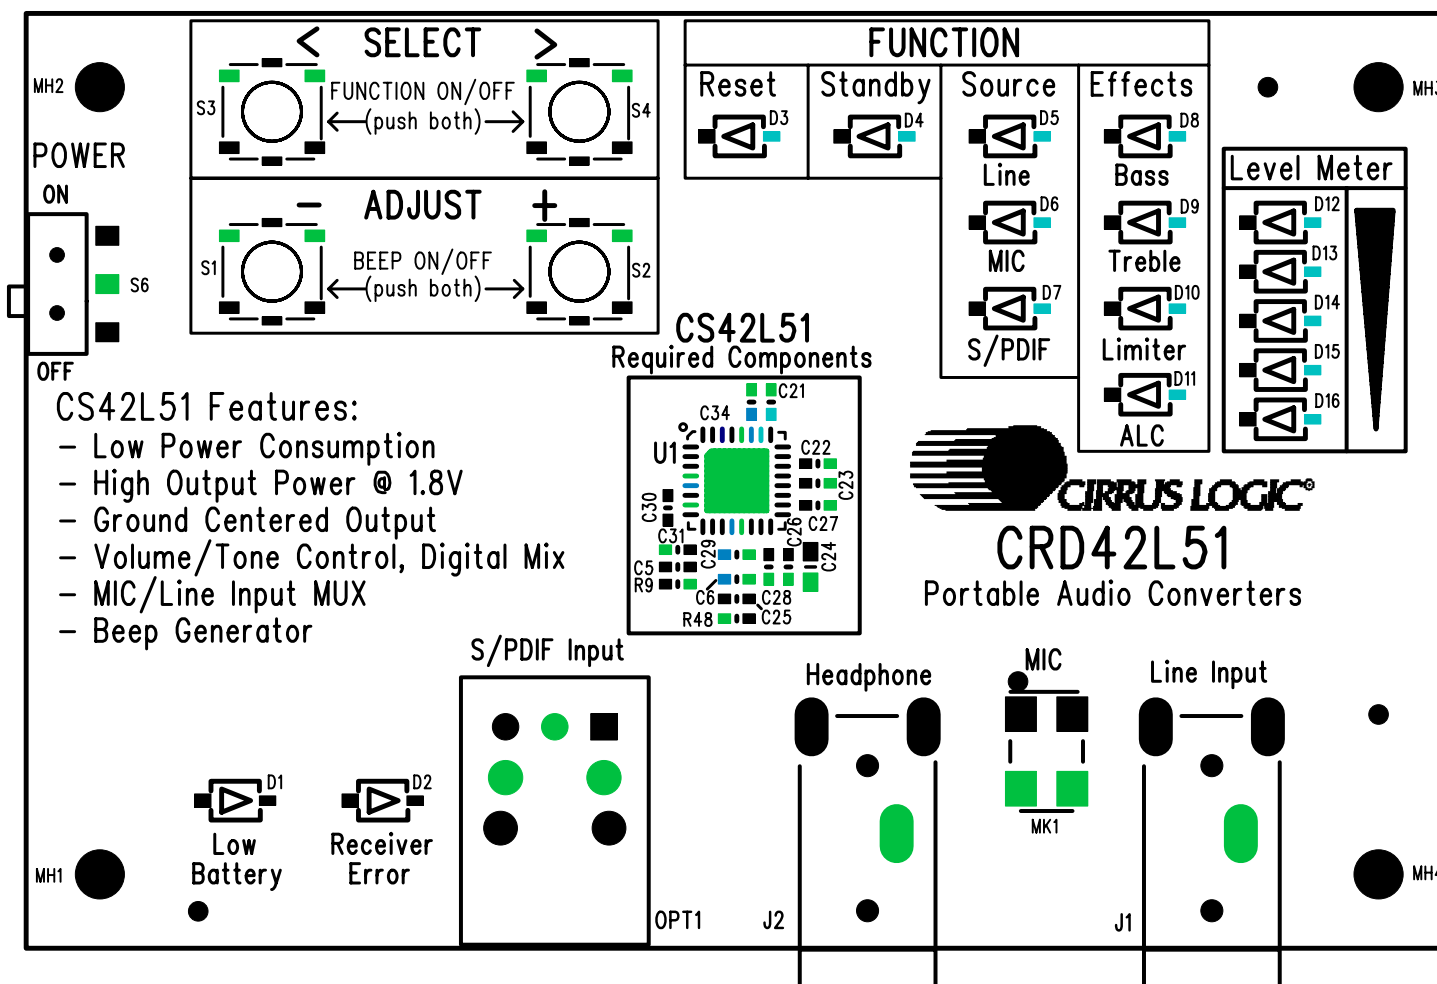 < SELECT >
FUNCTION ON/OFF
(push both)
S3
S4
- ADJUST +
BEEP ON/OFF
(push both)
S1
S2
MH2
POWER
ON
S6
OFF
FUNCTION
Reset
D3
Standby
D4
Source
D5
Line
D6
MIC
D7
S/PDIF
Effects
D8
Bass
D9
Treble
D10
Limiter
D11
ALC
MH3
Level Meter
D12
D13
D14
D15
D16
CS42L51 Features:
- Low Power Consumption
- High Output Power @ 1.8V
- Ground Centered Output
- Volume/Tone Control, Digital Mix
- MIC/Line Input MUX
- Beep Generator
CS42L51
Required Components
C21
C34
U1
C22
C23
C30
C27
C26
C31
C29
C24
C5
R9
C6
C28
R48
C25
CIRRUS LOGIC®
CRD42L51
Portable Audio Converters
S/PDIF Input
OPT1
Headphone
J2
MIC
MK1
Line Input
J1
D1
Low
Battery
D2
Receiver
Error
MH1
MH4